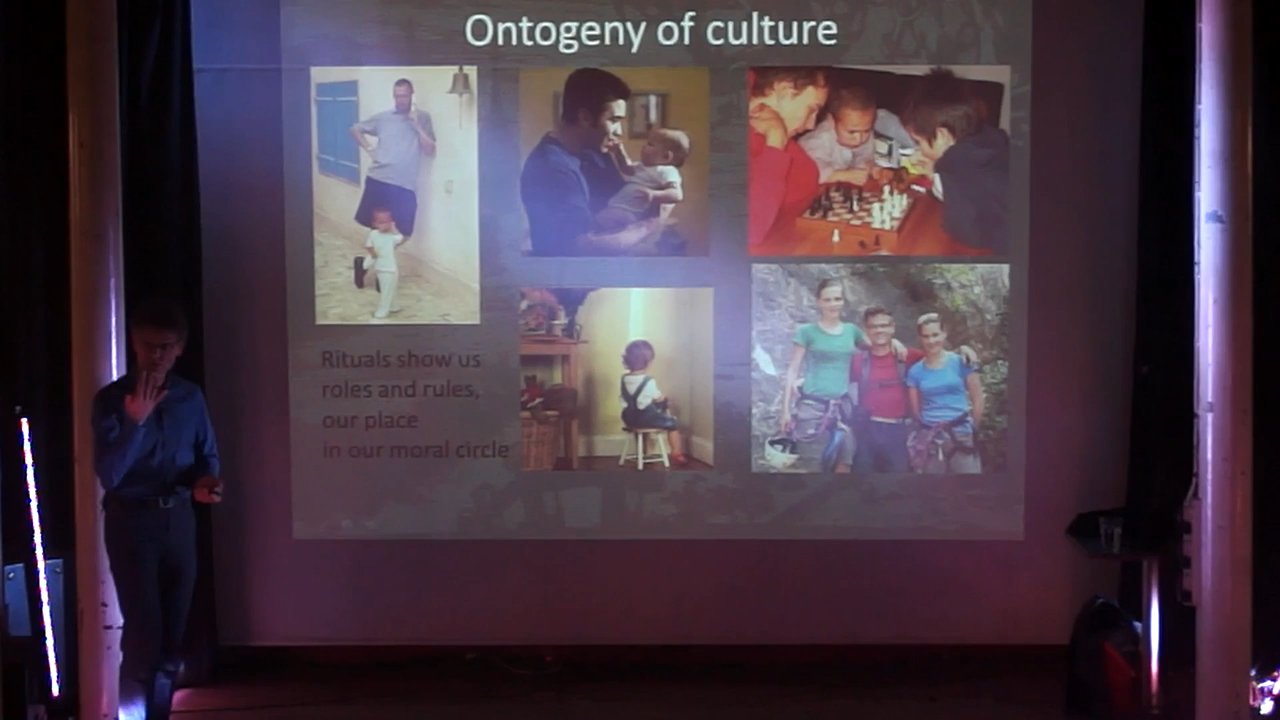 Ontogeny of culture
Rituals show us
roles and rules,
our place
in our moral circle